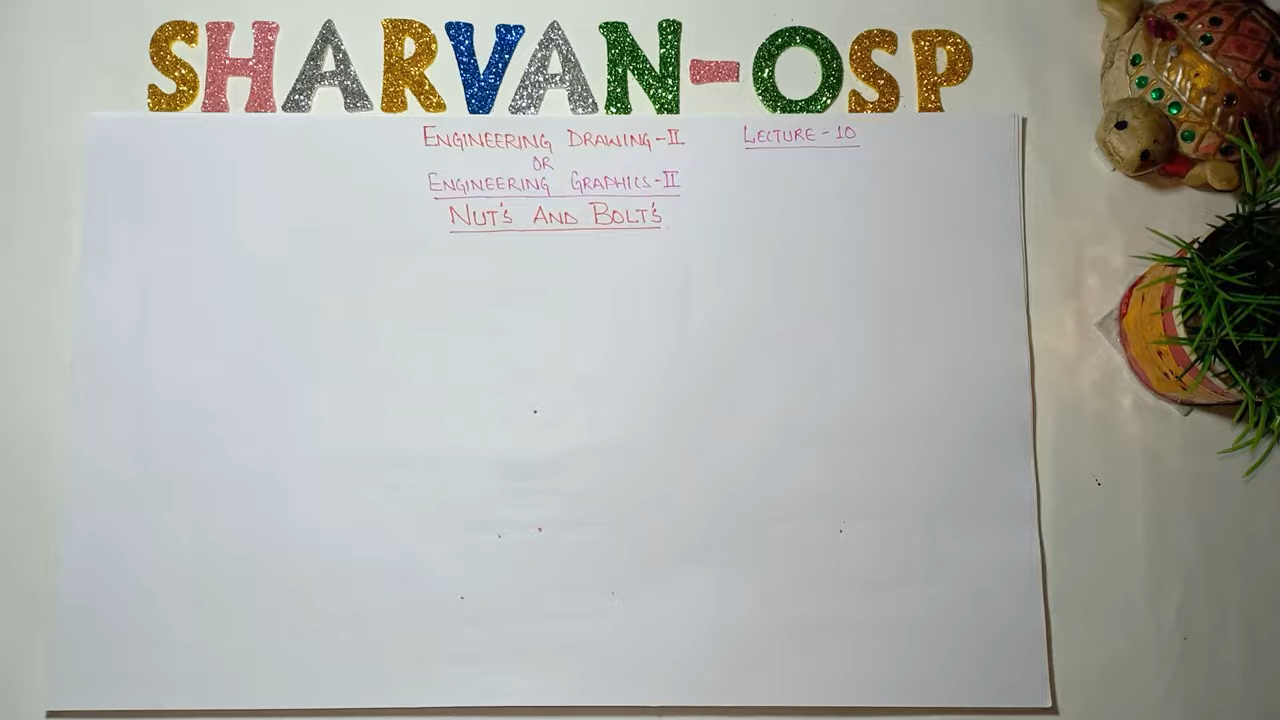 SHARVAN-OSP
ENGINEERING DRAWING-II
LECTURE-10
OR
ENGINEERING GRAPHICS-II
NUT'S AND BOLT'S